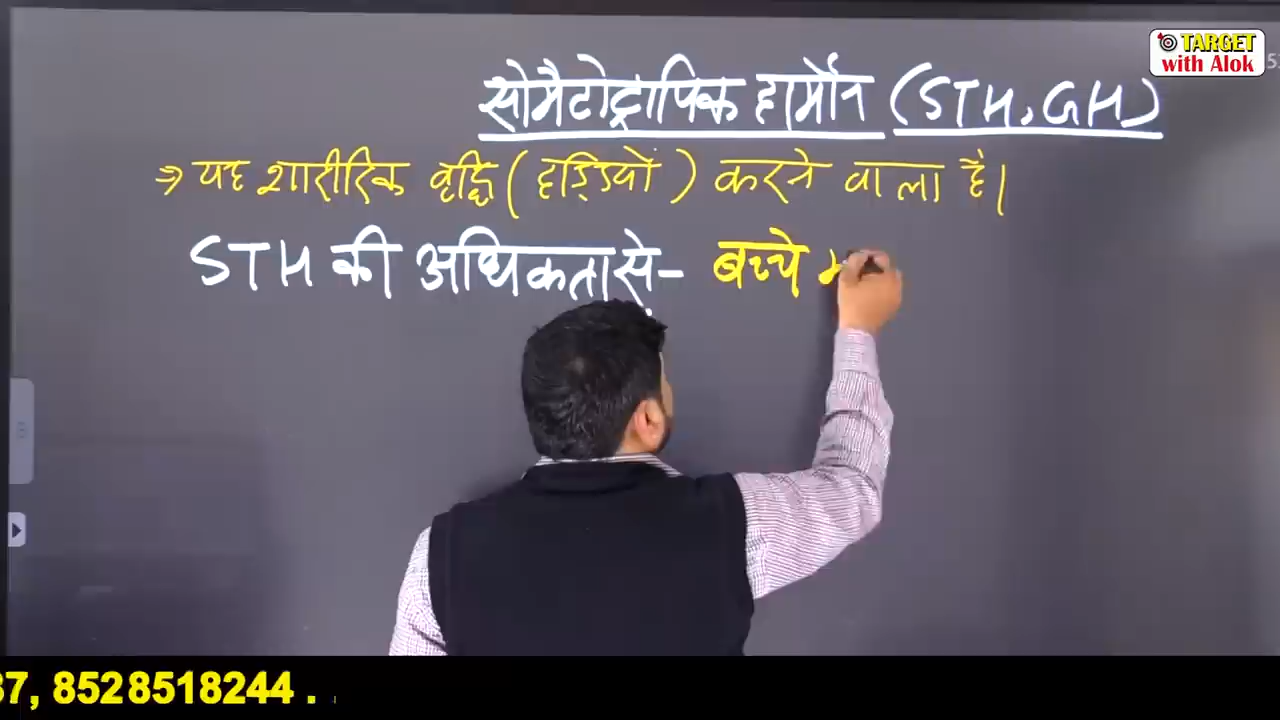 TARGET
with Alok
सोमैटोट्रापिक हार्मोन (STH, GH)
⇒ यह शारीरिक वृद्धि (हड्डियों) करने वाला है।
STH की अधिकता से- बच्चे
37, 8528518244 .